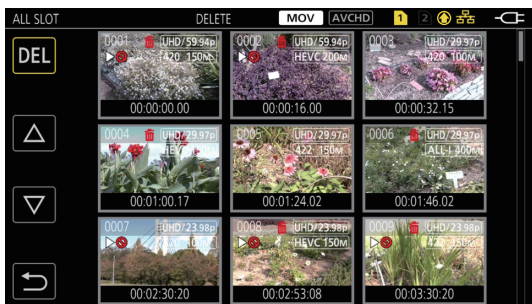 ALL SLOT DELETE MOV AVCHD 1 2
DEL
0001 UHD/59.94p
420 150M
00:00:00.00
0002 UHD/59.94p
HEVC 200M
00:00:16.00
0003 UHD/29.97p
420 100M
00:00:32.15
0004 UHD/29.97p
00:01:00.17
0005 UHD/29.97p
422 150M
00:01:24.02
0006 UHD/29.97p
ALL-I 400M
00:01:46.02
0007 UHD/23.98p
420 100M
00:02:30:20
0008 UHD/23.98p
HEVC 150M
00:02:53:08
0009 UHD/23.98p
422 150M
00:03:30:20